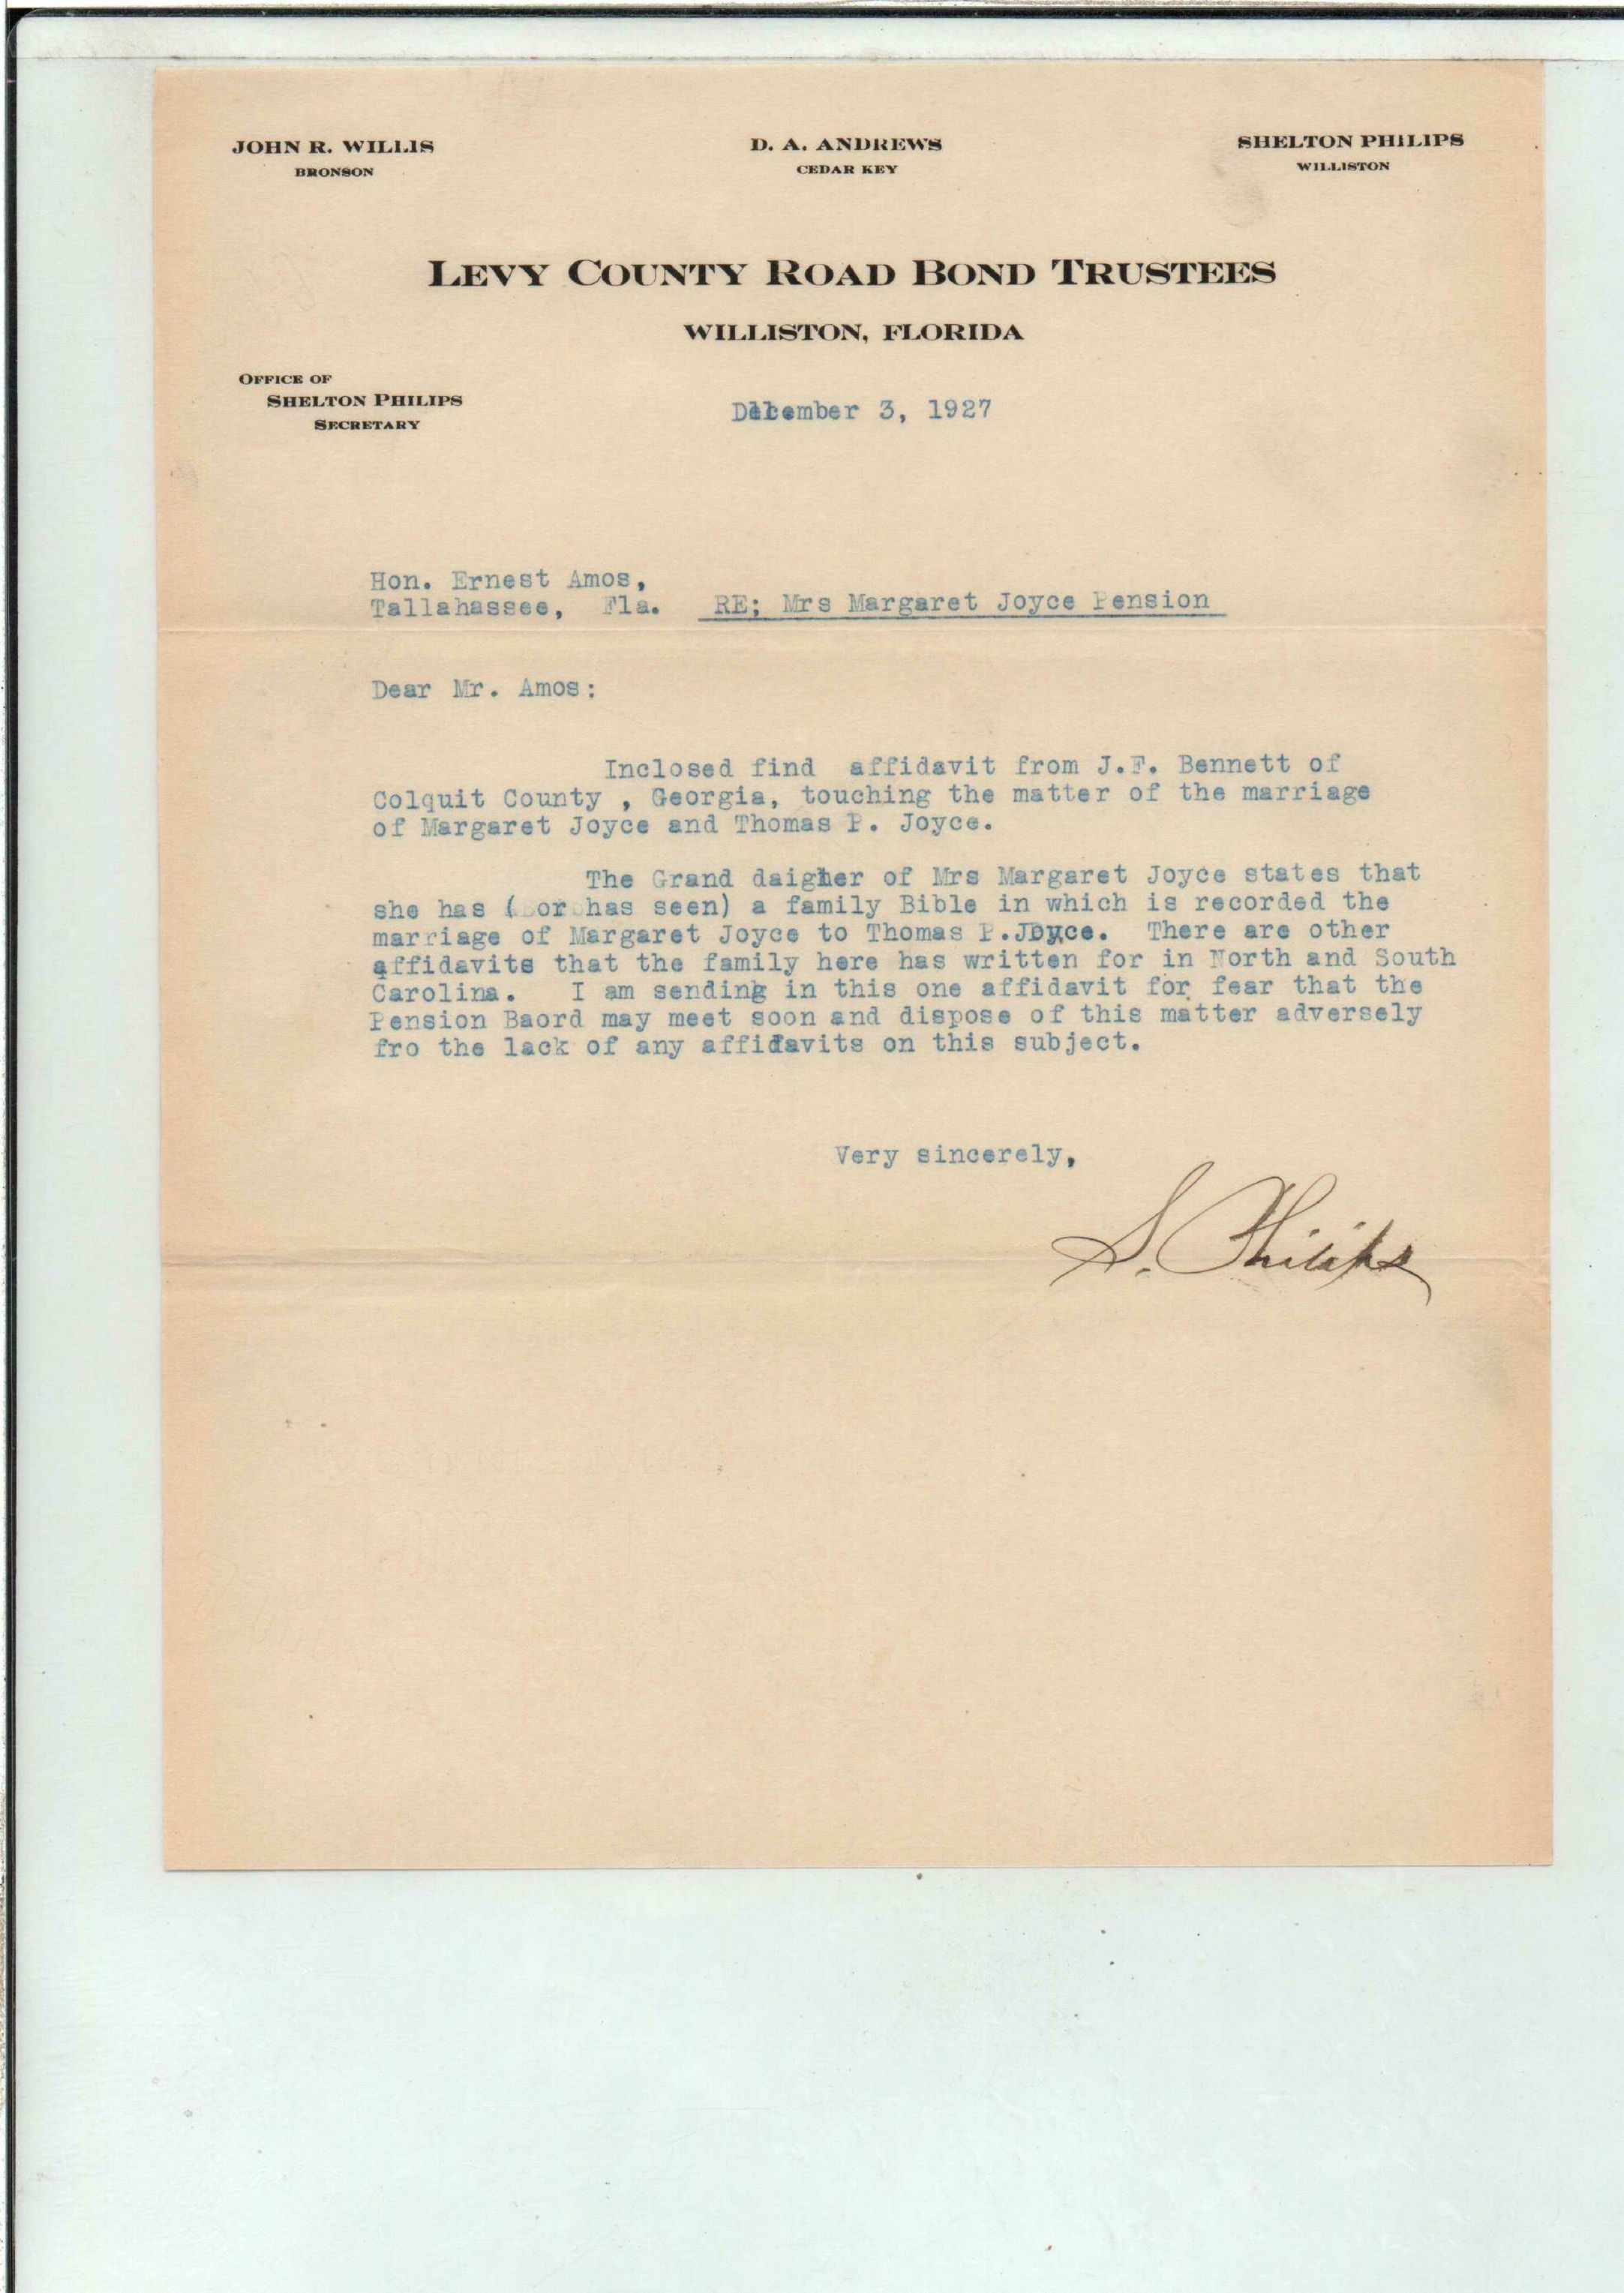 JOHN R. WILLIS
BRONSON
D. A. ANDREWS
CEDAR KEY
SHELTON PHILIPS
WILLISTON
LEVY COUNTY ROAD BOND TRUSTEES
WILLISTON, FLORIDA
OFFICE OF
SHELTON PHILIPS
SECRETARY
December 3, 1927
Hon. Ernest Amos,
Tallahassee, Fla. RE; Mrs Margaret Joyce Pension
Dear Mr. Amos:
Inclosed find affidavit from J.F. Bennett of
Colquit County , Georgia, touching the matter of the marriage
of Margaret Joyce and Thomas P. Joyce.
The Grand daigher of Mrs Margaret Joyce states that
she has ( or has seen) a family Bible in which is recorded the
marriage of Margaret Joyce to Thomas P.Joyce. There are other
affidavits that the family here has written for in North and South
Carolina. I am sending in this one affidavit for fear that the
Pension Baord may meet soon and dispose of this matter adversely
fro the lack of any affidavits on this subject.
Very sincerely,
S. Philips